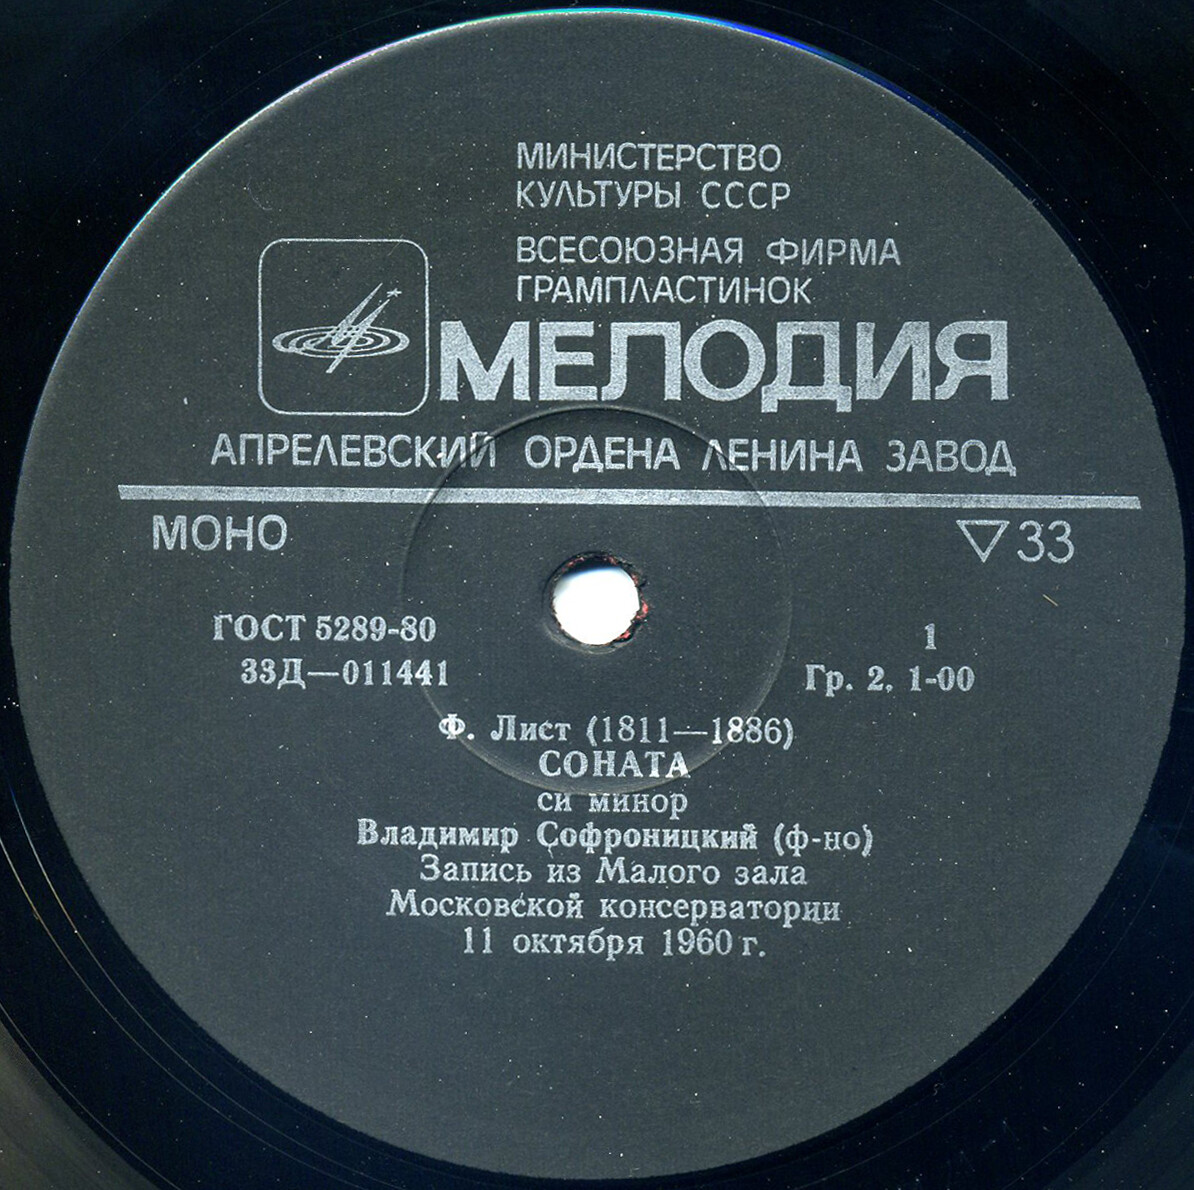 МИНИСТЕРСТВО
КУЛЬТУРЫ СССР
ВСЕСОЮЗНАЯ ФИРМА
ГРАМПЛАСТИНОК
МЕЛОДИЯ
АПРЕЛЕВСКИЙ ОРДЕНА ЛЕНИНА ЗАВОД
МОНО ▽33
ГОСТ 5289-80 1
33Д—011441 Гр. 2, 1-00
Ф. Лист (1811—1886)
СОНАТА
си минор
Владимир Софроницкий (ф-но)
Запись из Малого зала
Московской консерватории
11 октября 1960 г.